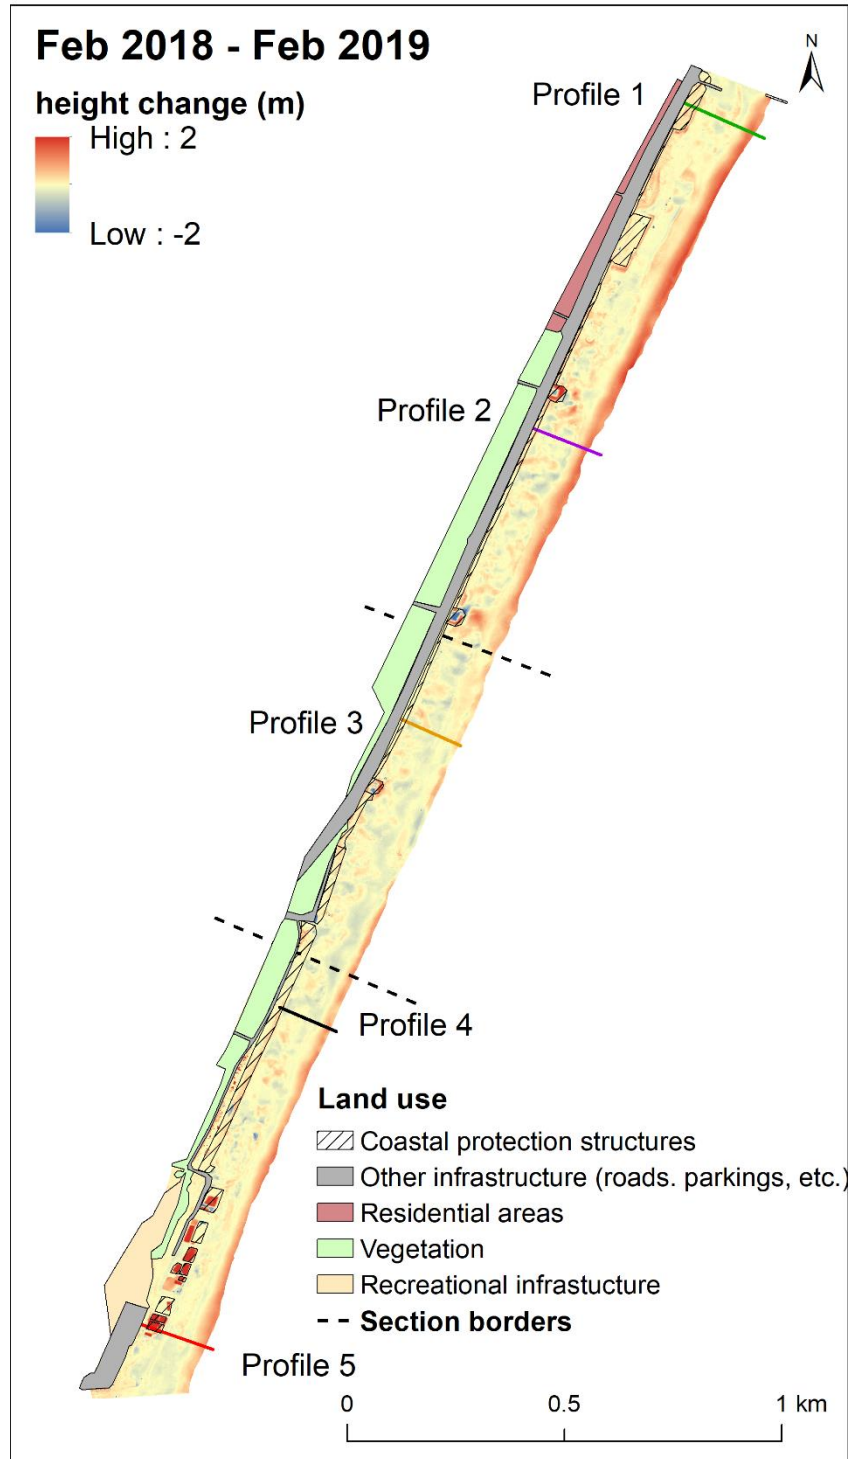 Feb 2018 - Feb 2019
N
height change (m)
High : 2
Low : -2
Profile 1
Profile 2
Profile 3
Profile 4
Land use
Coastal protection structures
Other infrastructure (roads. parkings, etc.)
Residential areas
Vegetation
Recreational infrastucture
Section borders
Profile 5
0 0.5 1 km